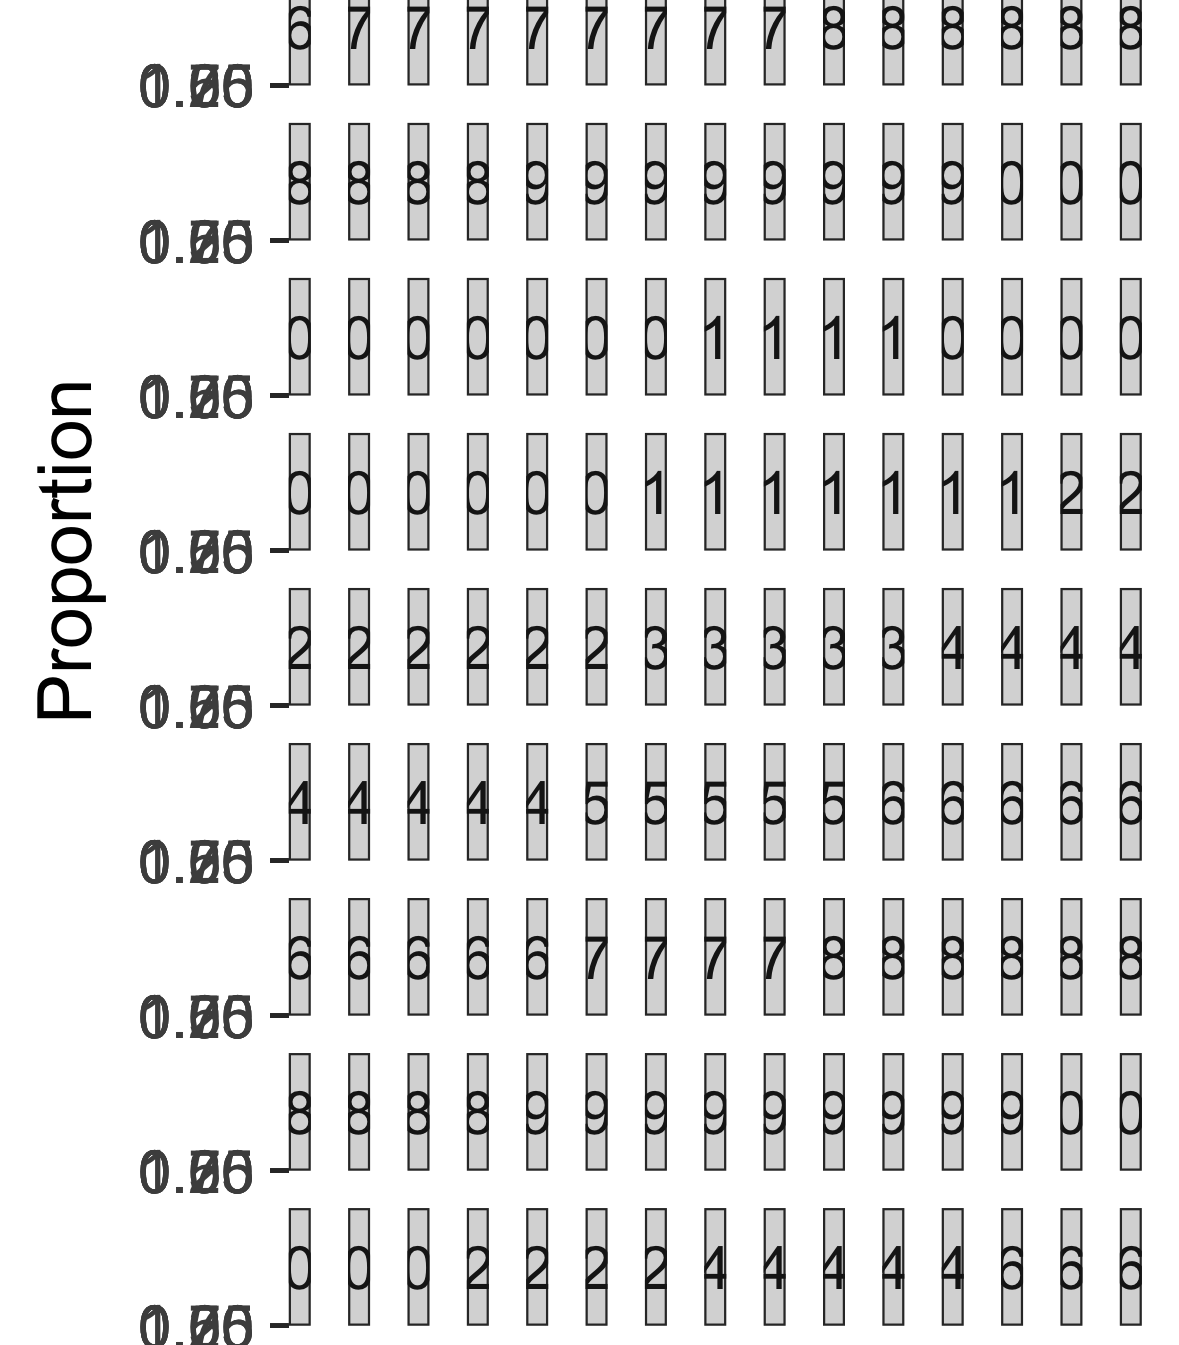 6 7 7 7 7 7 7 7 7 8 8 8 8 8 8
8 8 8 8 9 9 9 9 9 9 9 9 0 0 0
0 0 0 0 0 0 0 1 1 1 1 0 0 0 0
Proportion
0 0 0 0 0 0 1 1 1 1 1 1 1 2 2
2 2 2 2 2 2 3 3 3 3 3 4 4 4 4
4 4 4 4 4 5 5 5 5 5 6 6 6 6 6
6 6 6 6 6 7 7 7 7 8 8 8 8 8 8
8 8 8 8 9 9 9 9 9 9 9 9 9 0 0
0 0 0 2 2 2 2 4 4 4 4 4 6 6 6